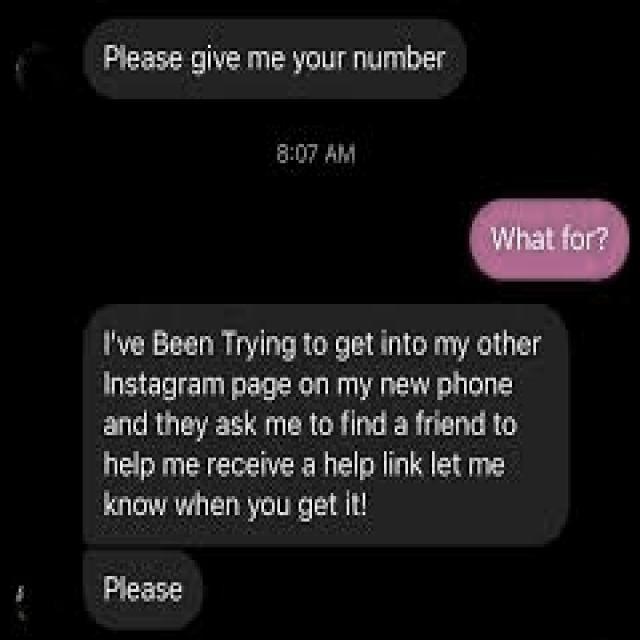 Please give me your number
8:07 AM
What for?
I've Been Trying to get into my other
Instagram page on my new phone
and they ask me to find a friend to
help me receive a help link let me
know when you get it!
Please